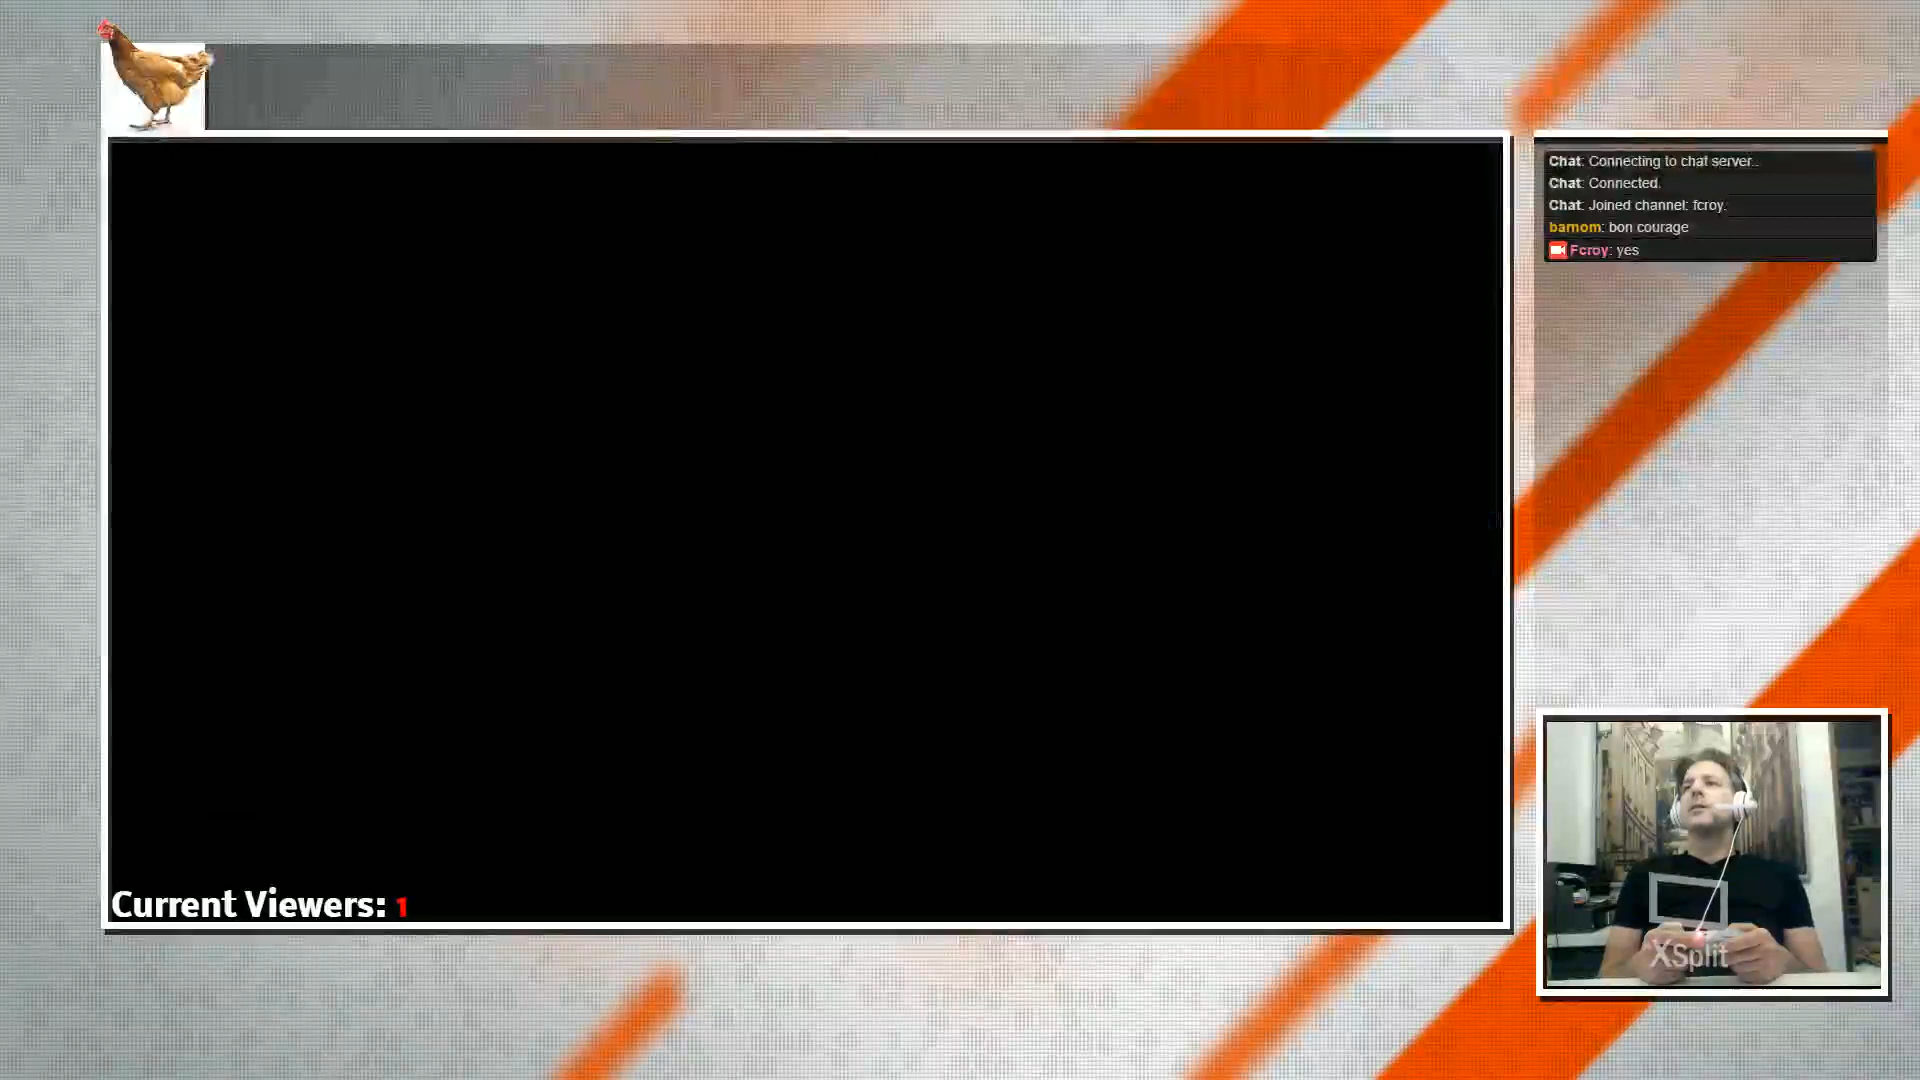 Chat: Connecting to chat server..
Chat: Connected.
Chat: Joined channel: fcroy.
barnom: bon courage
Fcroy: yes
Current Viewers: 1
XSplit